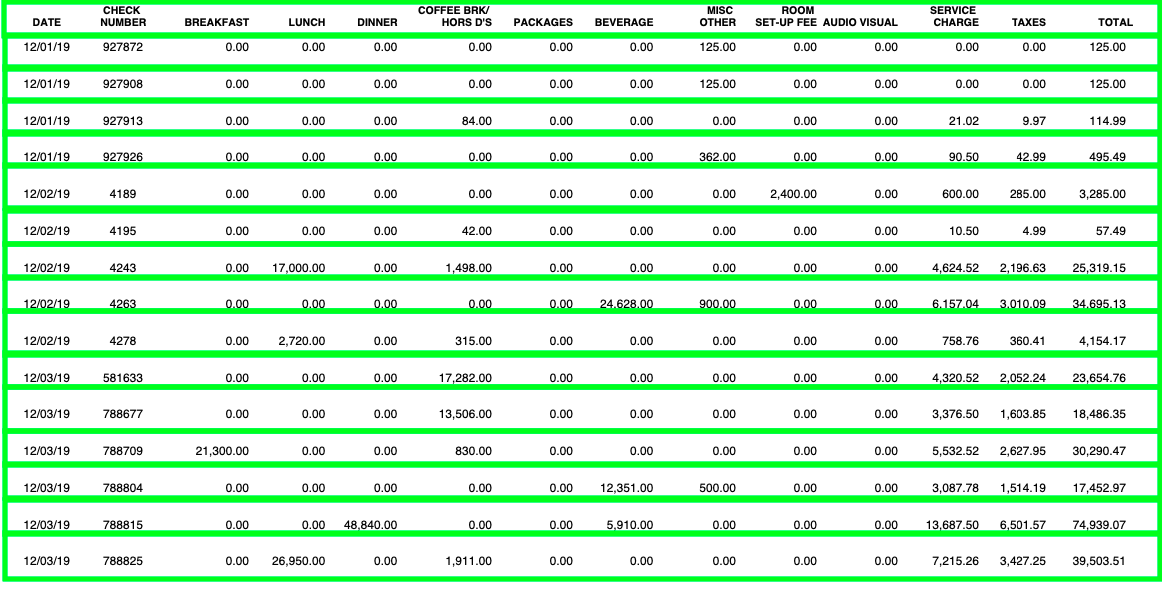 DATE CHECK NUMBER BREAKFAST LUNCH DINNER COFFEE BRK/ HORS D'S PACKAGES BEVERAGE MISC OTHER ROOM SET-UP FEE AUDIO VISUAL SERVICE CHARGE TAXES TOTAL
12/01/19 927872 0.00 0.00 0.00 0.00 0.00 0.00 125.00 0.00 0.00 0.00 0.00 125.00
12/01/19 927908 0.00 0.00 0.00 0.00 0.00 0.00 125.00 0.00 0.00 0.00 0.00 125.00
12/01/19 927913 0.00 0.00 0.00 84.00 0.00 0.00 0.00 0.00 0.00 21.02 9.97 114.99
12/01/19 927926 0.00 0.00 0.00 0.00 0.00 0.00 362.00 0.00 0.00 90.50 42.99 495.49
12/02/19 4189 0.00 0.00 0.00 0.00 0.00 0.00 0.00 2,400.00 0.00 600.00 285.00 3,285.00
12/02/19 4195 0.00 0.00 0.00 42.00 0.00 0.00 0.00 0.00 0.00 10.50 4.99 57.49
12/02/19 4243 0.00 17,000.00 0.00 1,498.00 0.00 0.00 0.00 0.00 0.00 4,624.52 2,196.63 25,319.15
12/02/19 4263 0.00 0.00 0.00 0.00 0.00 24,628.00 900.00 0.00 0.00 6,157.04 3,010.09 34,695.13
12/02/19 4278 0.00 2,720.00 0.00 315.00 0.00 0.00 0.00 0.00 0.00 758.76 360.41 4,154.17
12/03/19 581633 0.00 0.00 0.00 17,282.00 0.00 0.00 0.00 0.00 0.00 4,320.52 2,052.24 23,654.76
12/03/19 788677 0.00 0.00 0.00 13,506.00 0.00 0.00 0.00 0.00 0.00 3,376.50 1,603.85 18,486.35
12/03/19 788709 21,300.00 0.00 0.00 830.00 0.00 0.00 0.00 0.00 0.00 5,532.52 2,627.95 30,290.47
12/03/19 788804 0.00 0.00 0.00 0.00 0.00 12,351.00 500.00 0.00 0.00 3,087.78 1,514.19 17,452.97
12/03/19 788815 0.00 0.00 48,840.00 0.00 0.00 5,910.00 0.00 0.00 0.00 13,687.50 6,501.57 74,939.07
12/03/19 788825 0.00 26,950.00 0.00 1,911.00 0.00 0.00 0.00 0.00 0.00 7,215.26 3,427.25 39,503.51